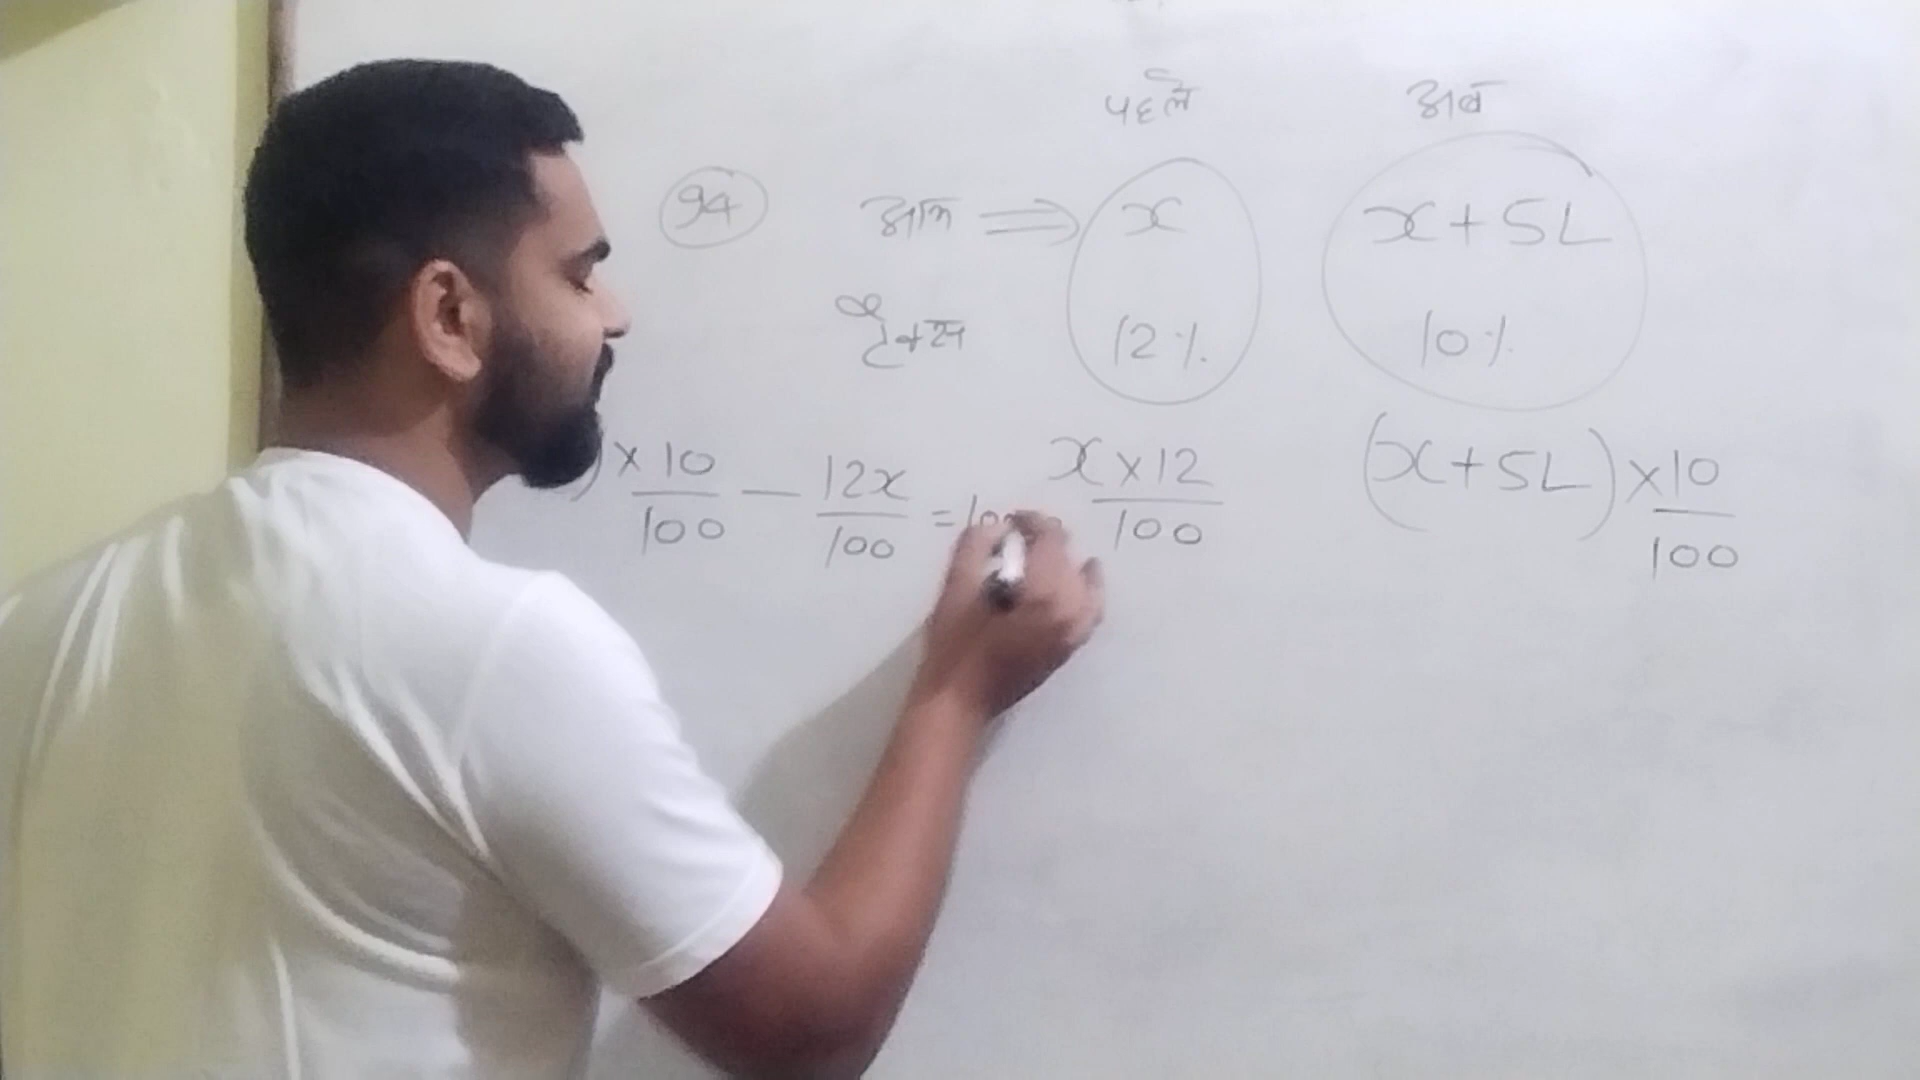 पहले अब
94 आय ⇒ x x + 5L
टैक्स 12% 10%
) × 10/100 − 12x/100 = x × 12/100 (x + 5L) × 10/100